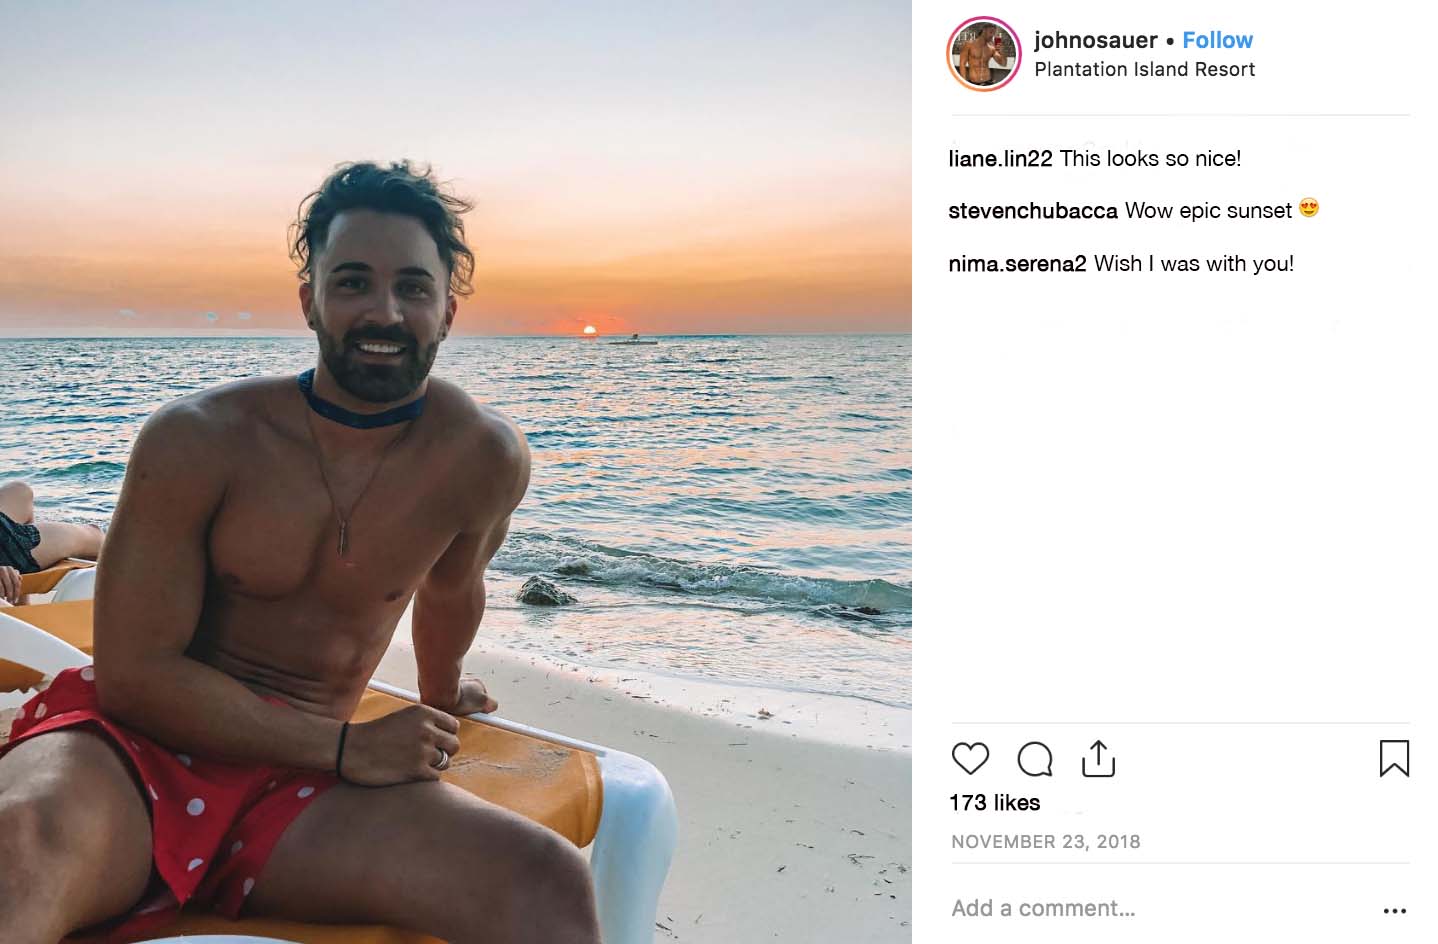 johnosauer • Follow
Plantation Island Resort
liane.lin22 This looks so nice!
stevenchubacca Wow epic sunset 😍
nima.serena2 Wish I was with you!
173 likes
NOVEMBER 23, 2018
Add a comment...